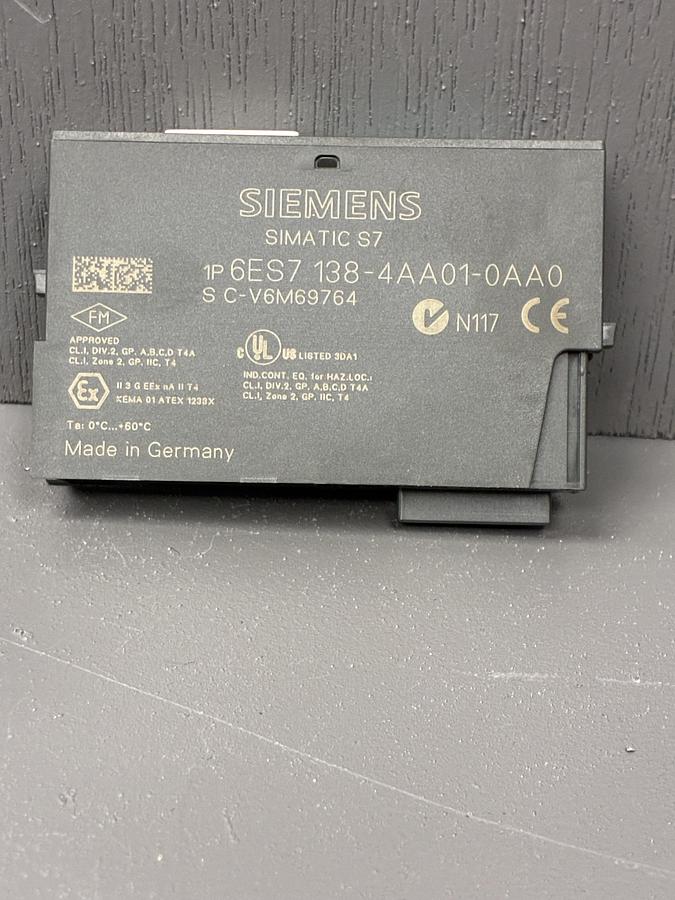 SIEMENS
SIMATIC S7
1P 6ES7 138-4AA01-0AA0
S C-V6M69764
N117 CE
FM
APPROVED
CL.I, DIV.2, GP. A,B,C,D T4A
CL.I, Zone 2, GP. IIC, T4
C UL US LISTED 3DA1
IND.CONT. EQ. for HAZ.LOC.:
CL.I, DIV.2, GP. A,B,C,D T4A
CL.I, Zone 2, GP. IIC, T4
Ex II 3 G EEx nA II T4
KEMA 01 ATEX 1238X
Ta: 0°C...+60°C
Made in Germany